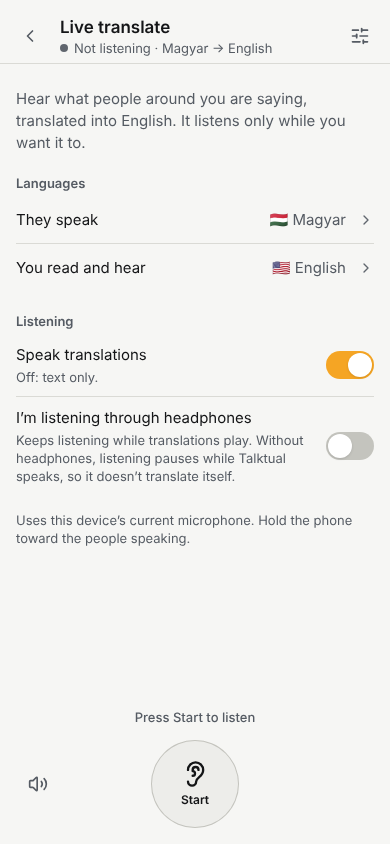 Live translate
Not listening · Magyar → English
Hear what people around you are saying,
translated into English. It listens only while you
want it to.
Languages
They speak
Magyar
You read and hear
English
Listening
Speak translations
Off: text only.
I’m listening through headphones
Keeps listening while translations play. Without
headphones, listening pauses while Talktual
speaks, so it doesn’t translate itself.
Uses this device’s current microphone. Hold the phone
toward the people speaking.
Press Start to listen
Start